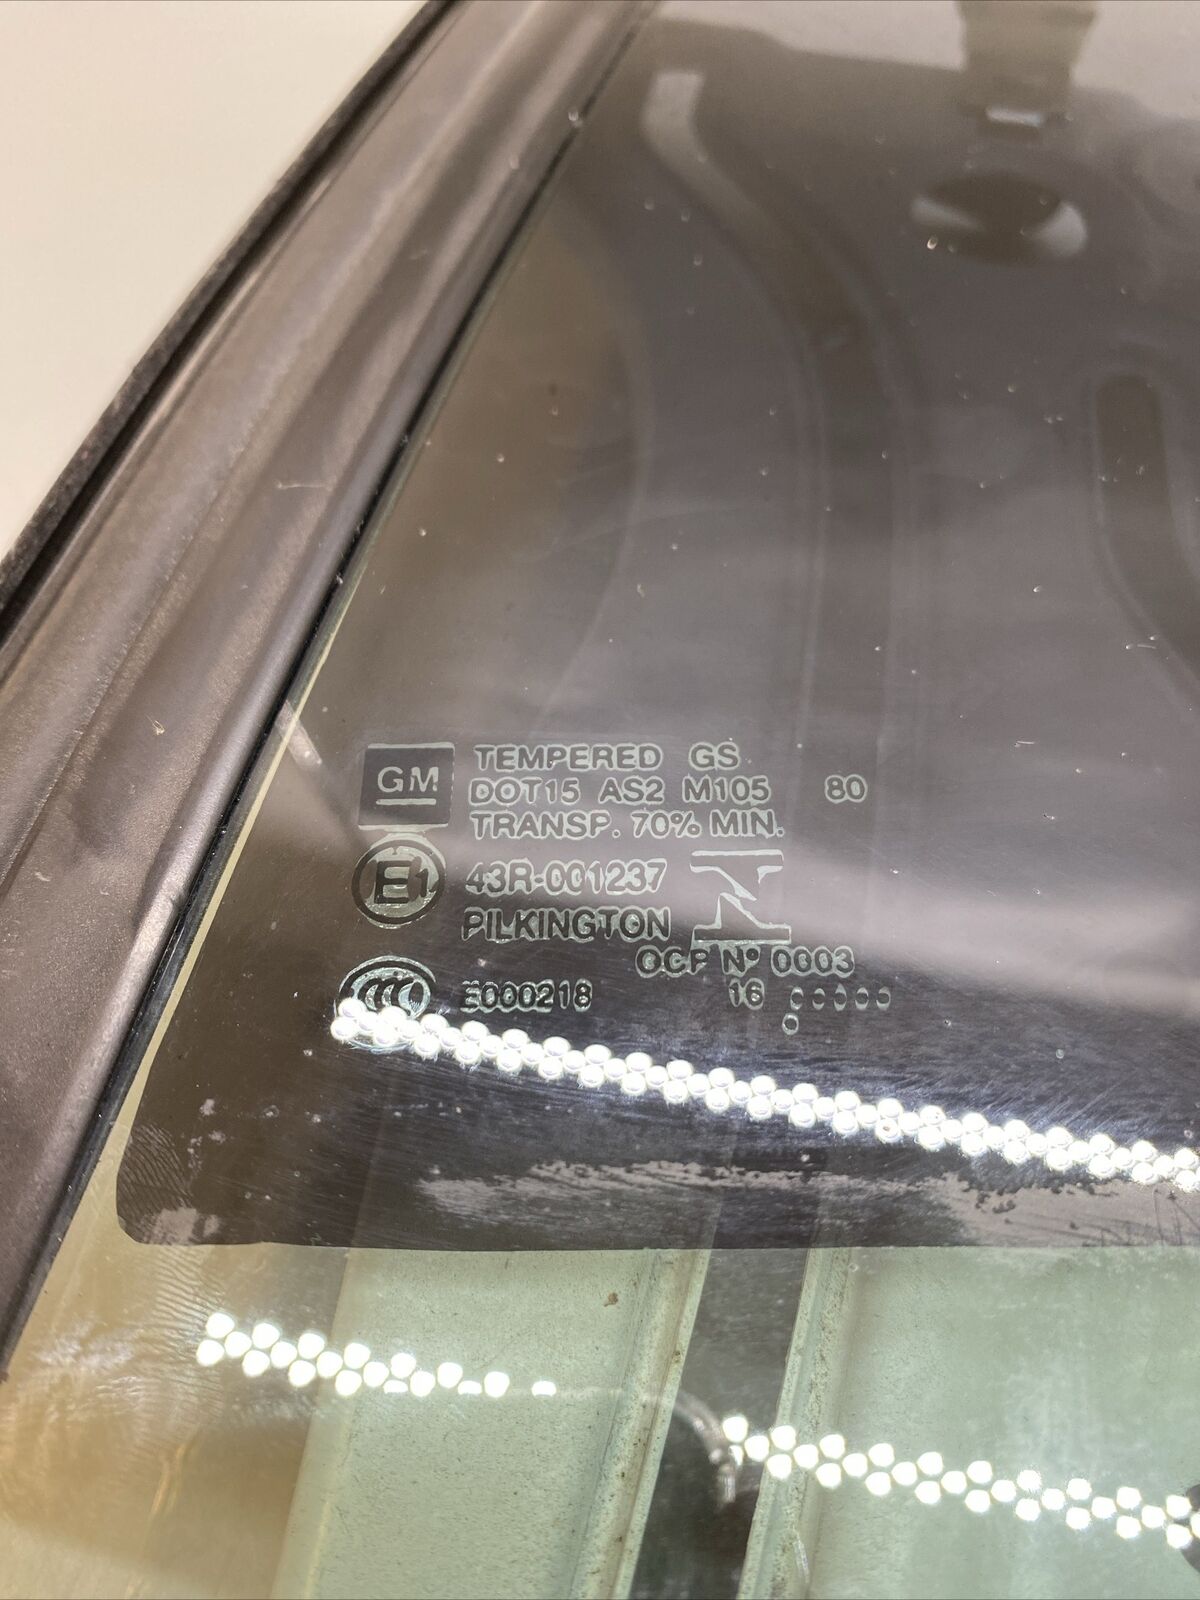 GM
TEMPERED GS
DOT15 AS2 M105 80
TRANSP. 70% MIN.
E1 43R-001237
PILKINGTON
OCP Nº 0003
CCC E000218 16